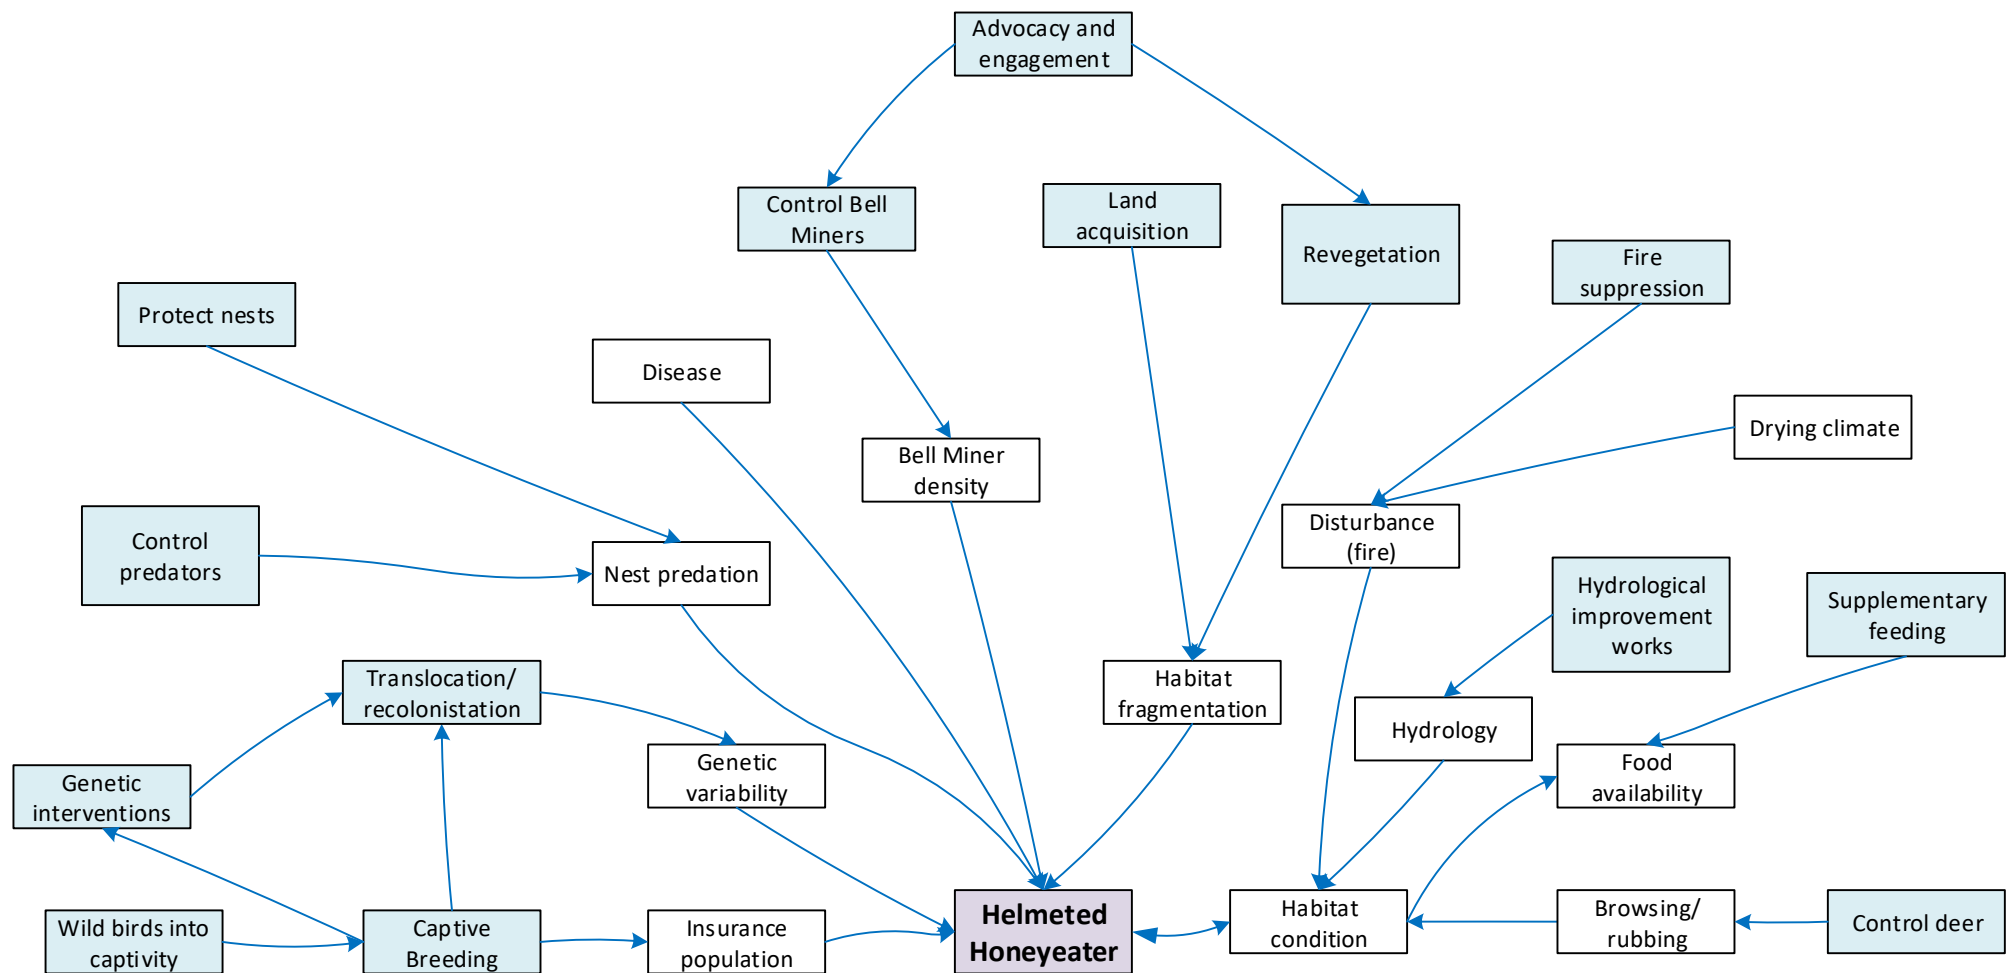 Advocacy and
engagement
Control Bell
Miners
Land
acquisition
Revegetation
Fire
suppression
Protect nests
Disease
Drying climate
Bell Miner
density
Control
predators
Disturbance
(fire)
Nest predation
Hydrological
improvement
works
Supplementary
feeding
Translocation/
recolonistation
Habitat
fragmentation
Hydrology
Genetic
variability
Food
availability
Genetic
interventions
Wild birds into
captivity
Captive
Breeding
Insurance
population
Helmeted
Honeyeater
Habitat
condition
Browsing/
rubbing
Control deer